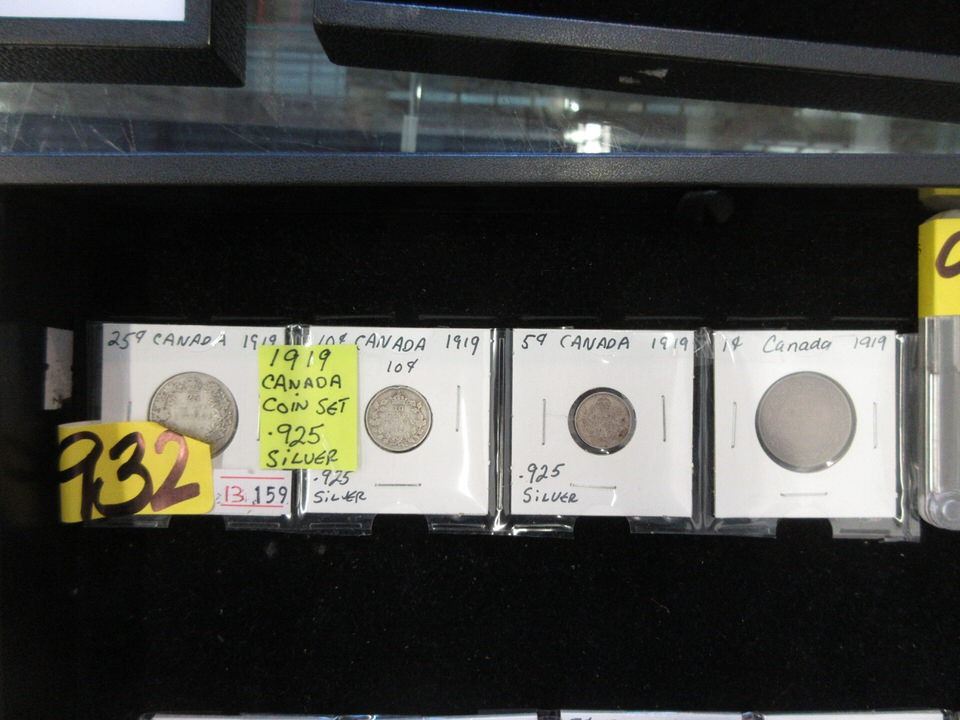 25¢ CANADA 1919
1919
CANADA
COIN SET
.925
SILVER
932
13,159
10¢ CANADA 1919
10¢
.925
SILVER
5¢ CANADA 1919
.925
SILVER
1¢ Canada 1919